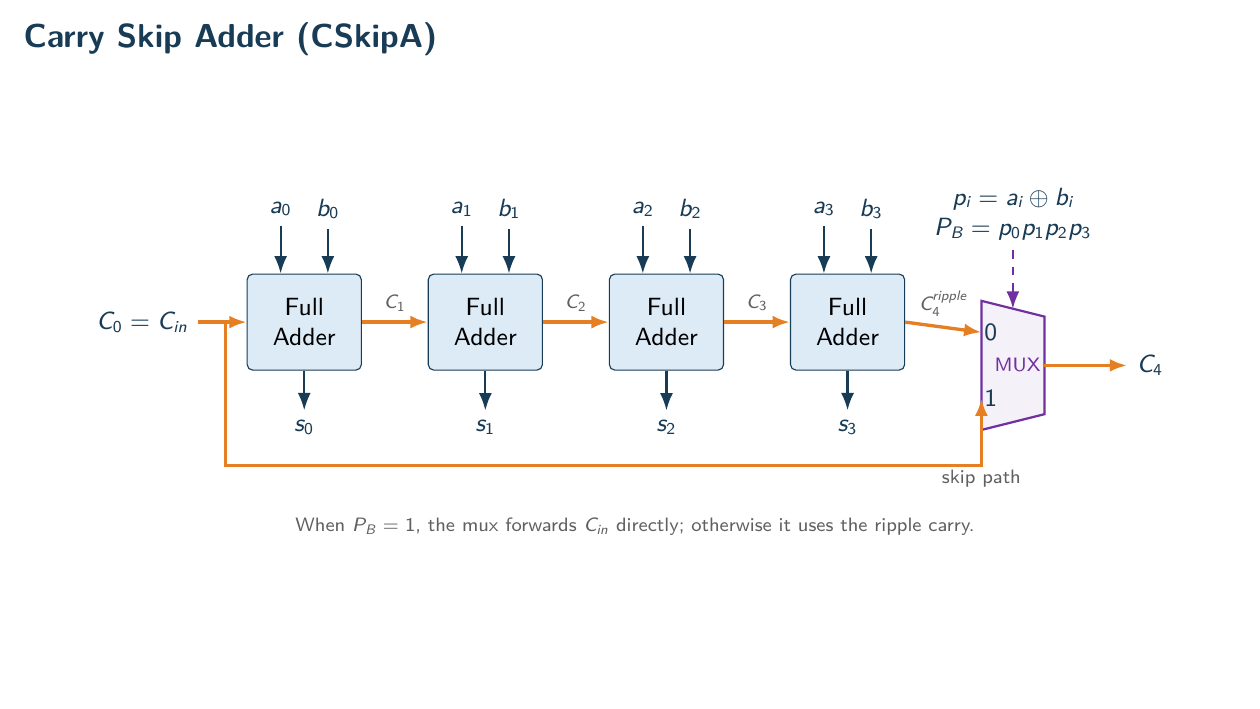 Carry Skip Adder (CSkipA)
a₀ b₀ a₁ b₁ a₂ b₂ a₃ b₃
pᵢ = aᵢ ⊕ bᵢ
P_B = p₀p₁p₂p₃
C₀ = C_in
Full Adder
C₁
Full Adder
C₂
Full Adder
C₃
Full Adder
C₄^ripple
0
MUX
1
C₄
s₀ s₁ s₂ s₃
skip path
When P_B = 1, the mux forwards C_in directly; otherwise it uses the ripple carry.